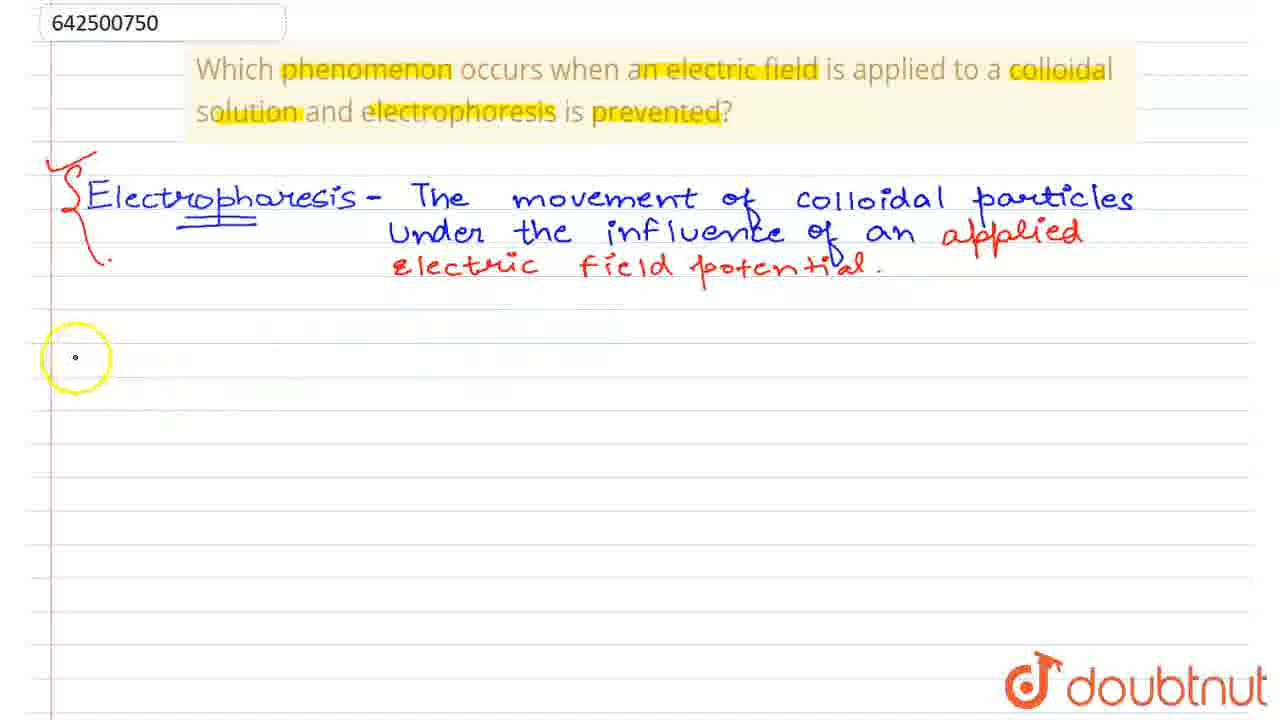 642500750
Which phenomenon occurs when an electric field is applied to a colloidal
solution and electrophoresis is prevented?
Electropharesis - The movement of colloidal particles
under the influence of an applied
electric field potential.
doubtnut